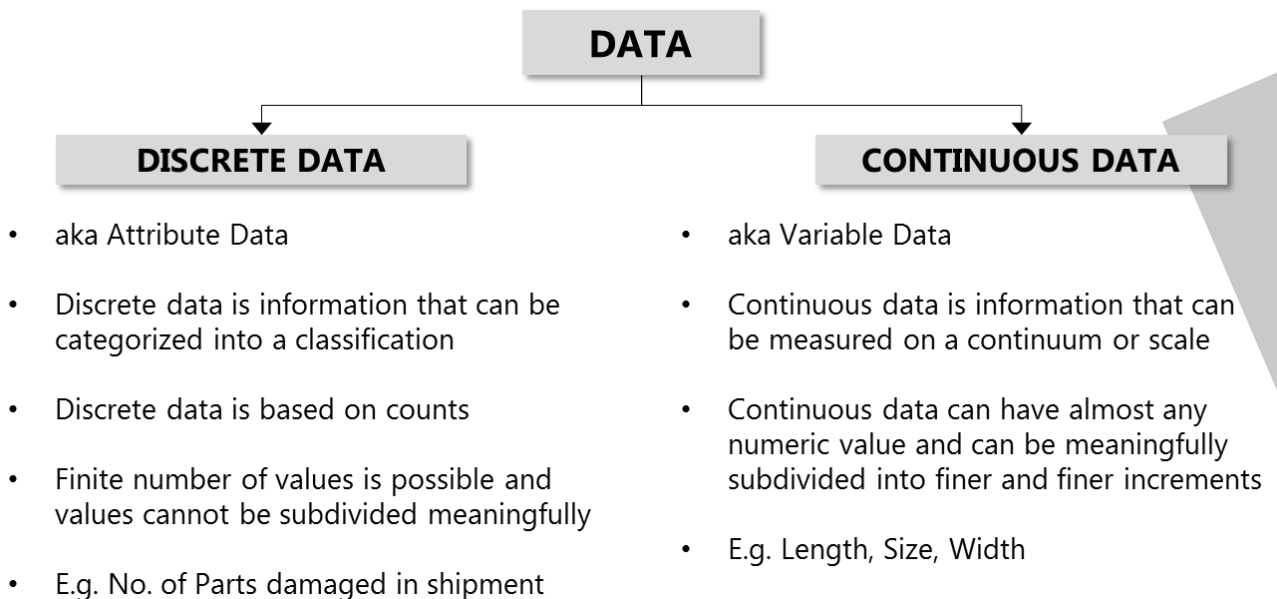 DATA
DISCRETE DATA
• aka Attribute Data
• Discrete data is information that can be
categorized into a classification
• Discrete data is based on counts
• Finite number of values is possible and
values cannot be subdivided meaningfully
• E.g. No. of Parts damaged in shipment
CONTINUOUS DATA
• aka Variable Data
• Continuous data is information that can
be measured on a continuum or scale
• Continuous data can have almost any
numeric value and can be meaningfully
subdivided into finer and finer increments
• E.g. Length, Size, Width